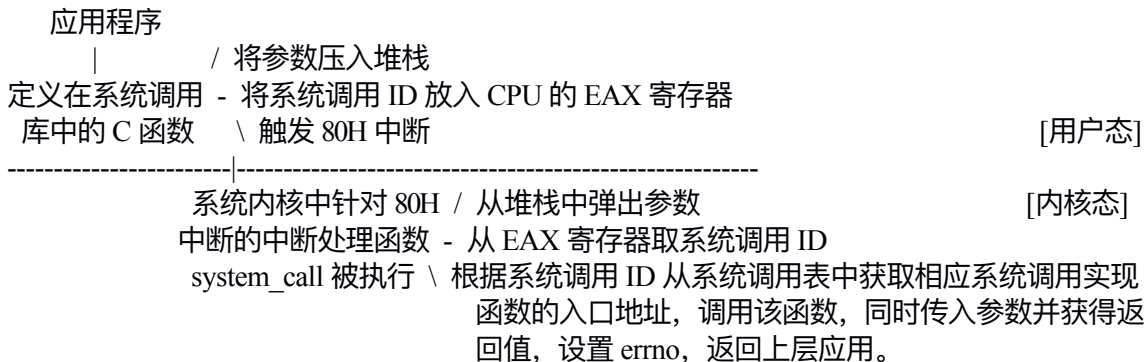 应用程序
| / 将参数压入堆栈
定义在系统调用 - 将系统调用 ID 放入 CPU 的 EAX 寄存器
库中的 C 函数 \ 触发 80H 中断 [用户态]
------------------------|--------------------------------------------------------
系统内核中针对 80H / 从堆栈中弹出参数 [内核态]
中断的中断处理函数 - 从 EAX 寄存器取系统调用 ID
system_call 被执行 \ 根据系统调用 ID 从系统调用表中获取相应系统调用实现
函数的入口地址，调用该函数，同时传入参数并获得返
回值，设置 errno，返回上层应用。